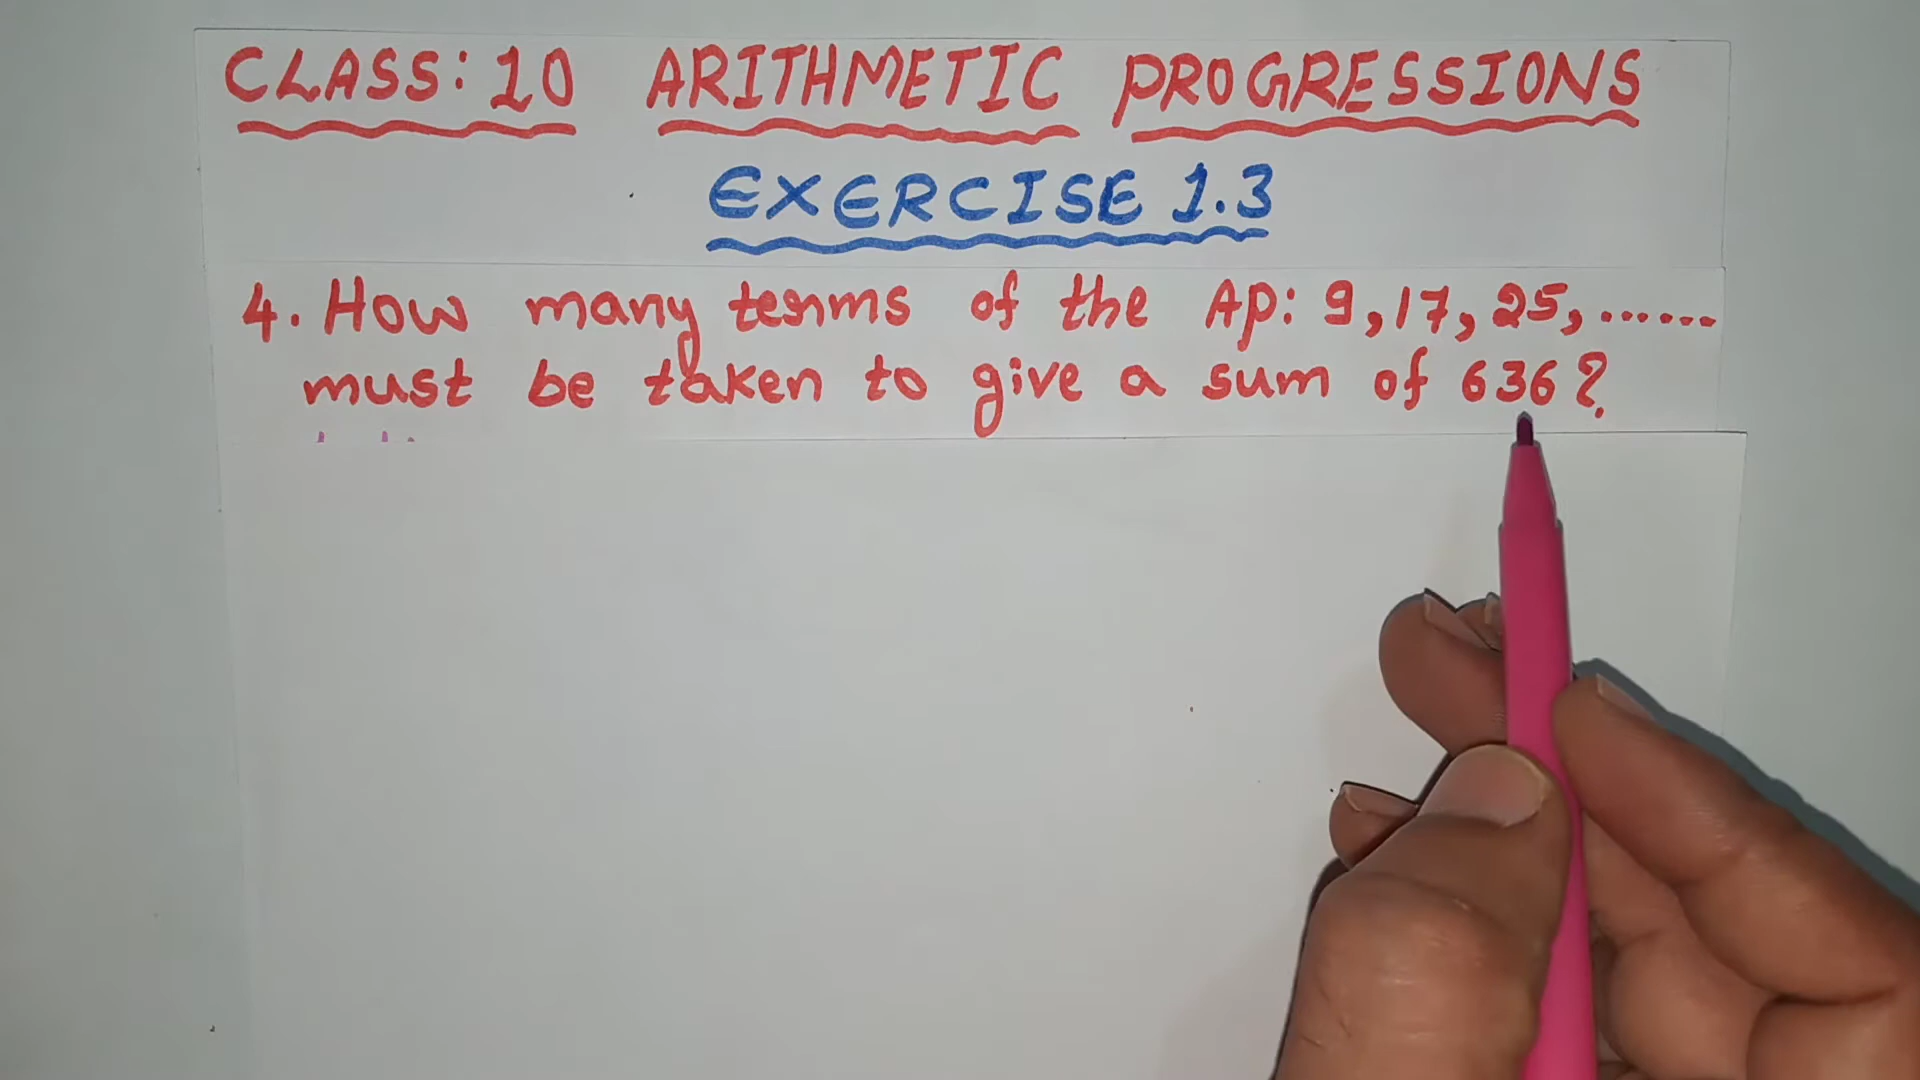 CLASS: 10 ARITHMETIC PROGRESSIONS
EXERCISE 1.3
4. How many terms of the AP: 9, 17, 25, ......
must be taken to give a sum of 636?